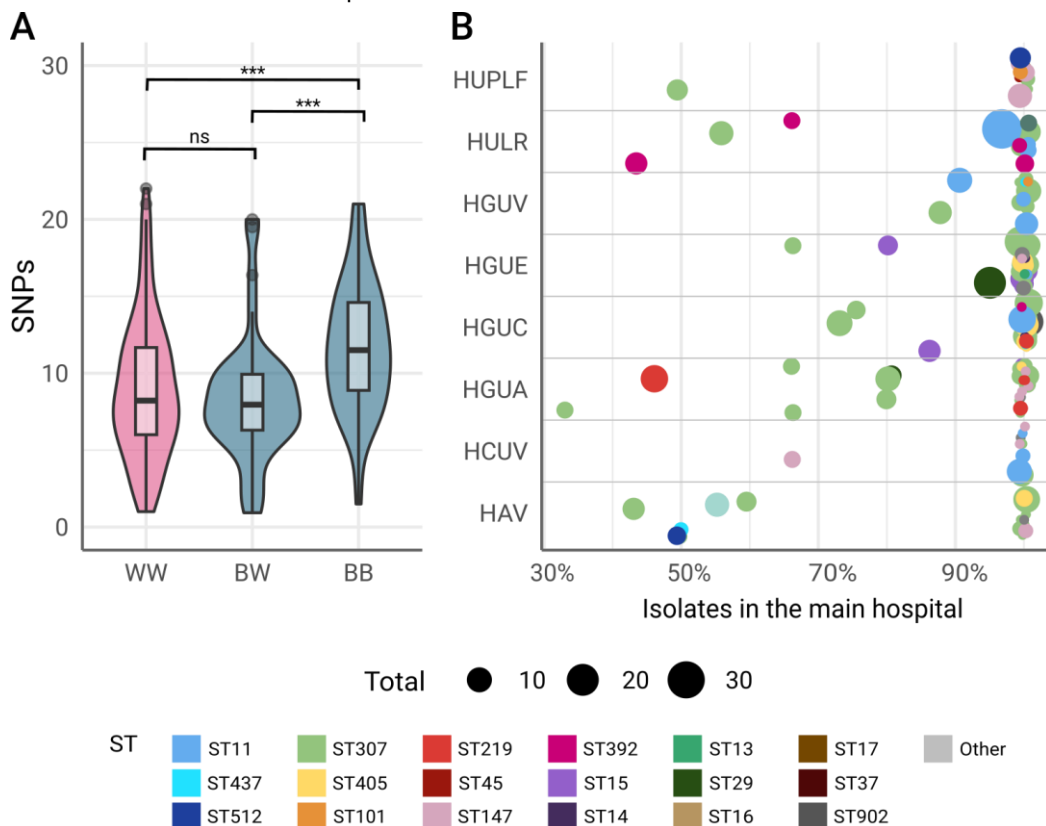 A
B
30
20
10
0
SNPs
***
***
ns
WW BW BB
HUPLF
HULR
HGUV
HGUE
HGUC
HGUA
HCUV
HAV
30% 50% 70% 90%
Isolates in the main hospital
Total 10 20 30
ST
ST11 ST307 ST219 ST392 ST13 ST17 Other
ST437 ST405 ST45 ST15 ST29 ST37
ST512 ST101 ST147 ST14 ST16 ST902